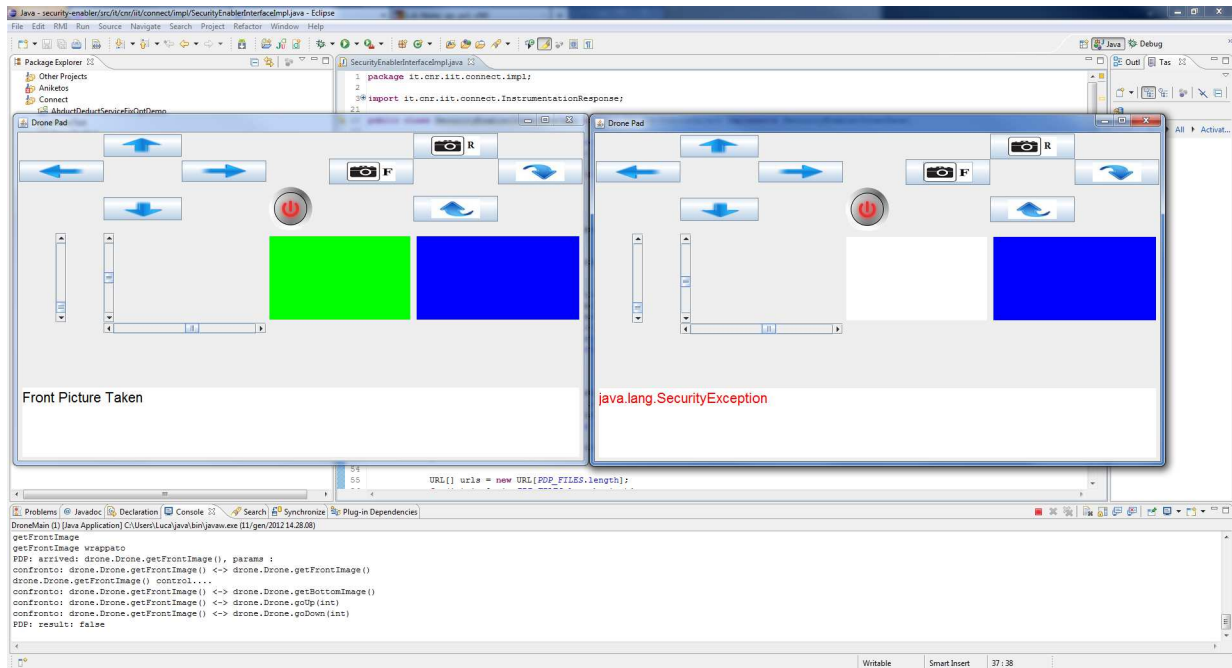 Java - security-enabler/src/it/cnr/iit/connect/impl/SecurityEnablerInterfaceImpl.java - Eclipse
File Edit RMI Run Source Navigate Search Project Refactor Window Help
Java Debug
Package Explorer
SecurityEnablerInterfaceImpl.java
Outl Tas
Other Projects
Aniketos
Connect
AbductDeductServiceFixOptDemo
1 package it.cnr.iit.connect.impl;
2
3 import it.cnr.iit.connect.InstrumentationResponse;
21
All Activat...
Drone Pad
R
F
Front Picture Taken
Drone Pad
R
F
java.lang.SecurityException
54
55 URL[] urls = new URL[PDP_FILES.length];
Problems Javadoc Declaration Console Search Synchronize Plug-in Dependencies
DroneMain (1) [Java Application] C:\Users\Luca\java\bin\javaw.exe (11/gen/2012 14.28.08)
getFrontImage
getFrontImage wrappato
PDP: arrived: drone.Drone.getFrontImage(), params :
confronto: drone.Drone.getFrontImage() <-> drone.Drone.getFrontImage()
drone.Drone.getFrontImage() control....
confronto: drone.Drone.getFrontImage() <-> drone.Drone.getBottomImage()
confronto: drone.Drone.getFrontImage() <-> drone.Drone.goUp(int)
confronto: drone.Drone.getFrontImage() <-> drone.Drone.goDown(int)
PDP: result: false
Writable Smart Insert 37 : 38